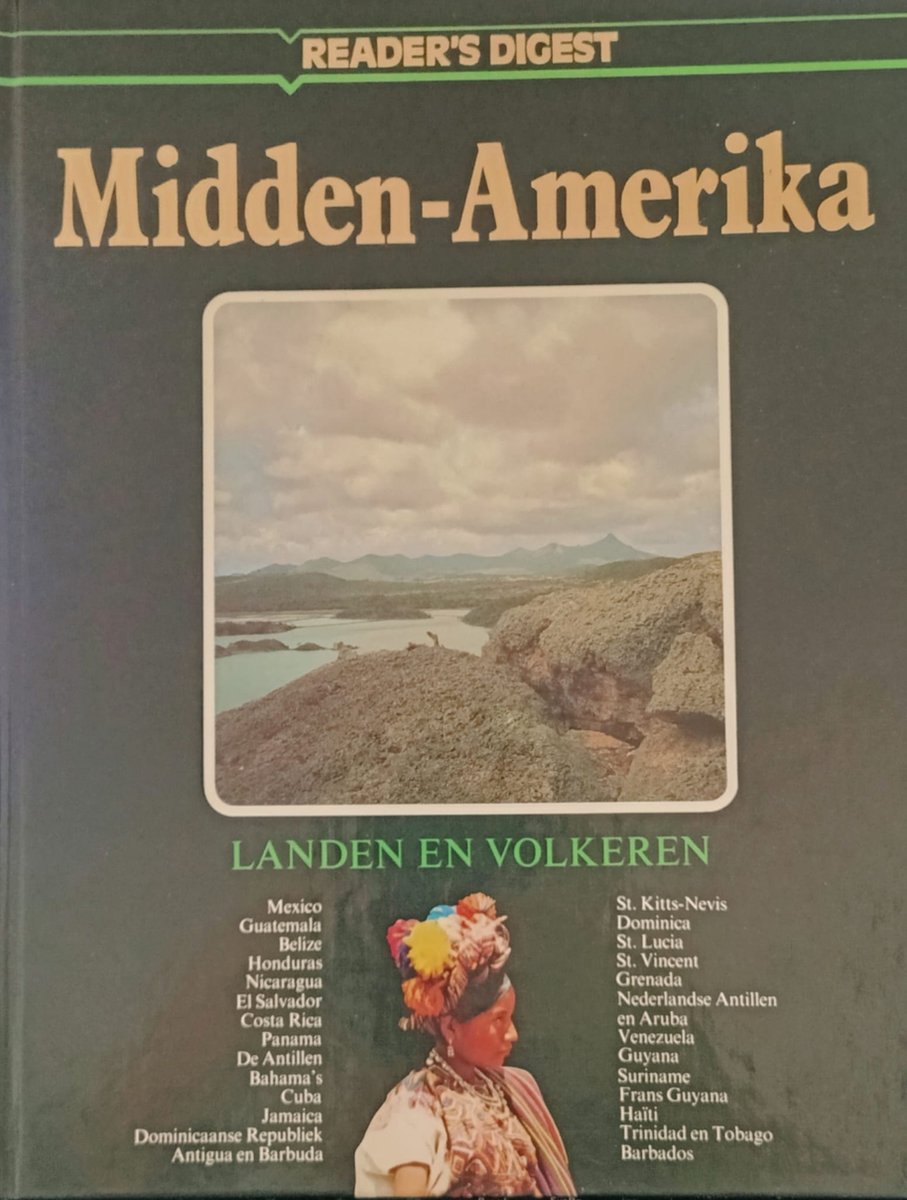 READER'S DIGEST
Midden-Amerika
LANDEN EN VOLKEREN
Mexico
Guatemala
Belize
Honduras
Nicaragua
El Salvador
Costa Rica
Panama
De Antillen
Bahama's
Cuba
Jamaica
Dominicaanse Republiek
Antigua en Barbuda
St. Kitts-Nevis
Dominica
St. Lucia
St. Vincent
Grenada
Nederlandse Antillen
en Aruba
Venezuela
Guyana
Suriname
Frans Guyana
Haïti
Trinidad en Tobago
Barbados